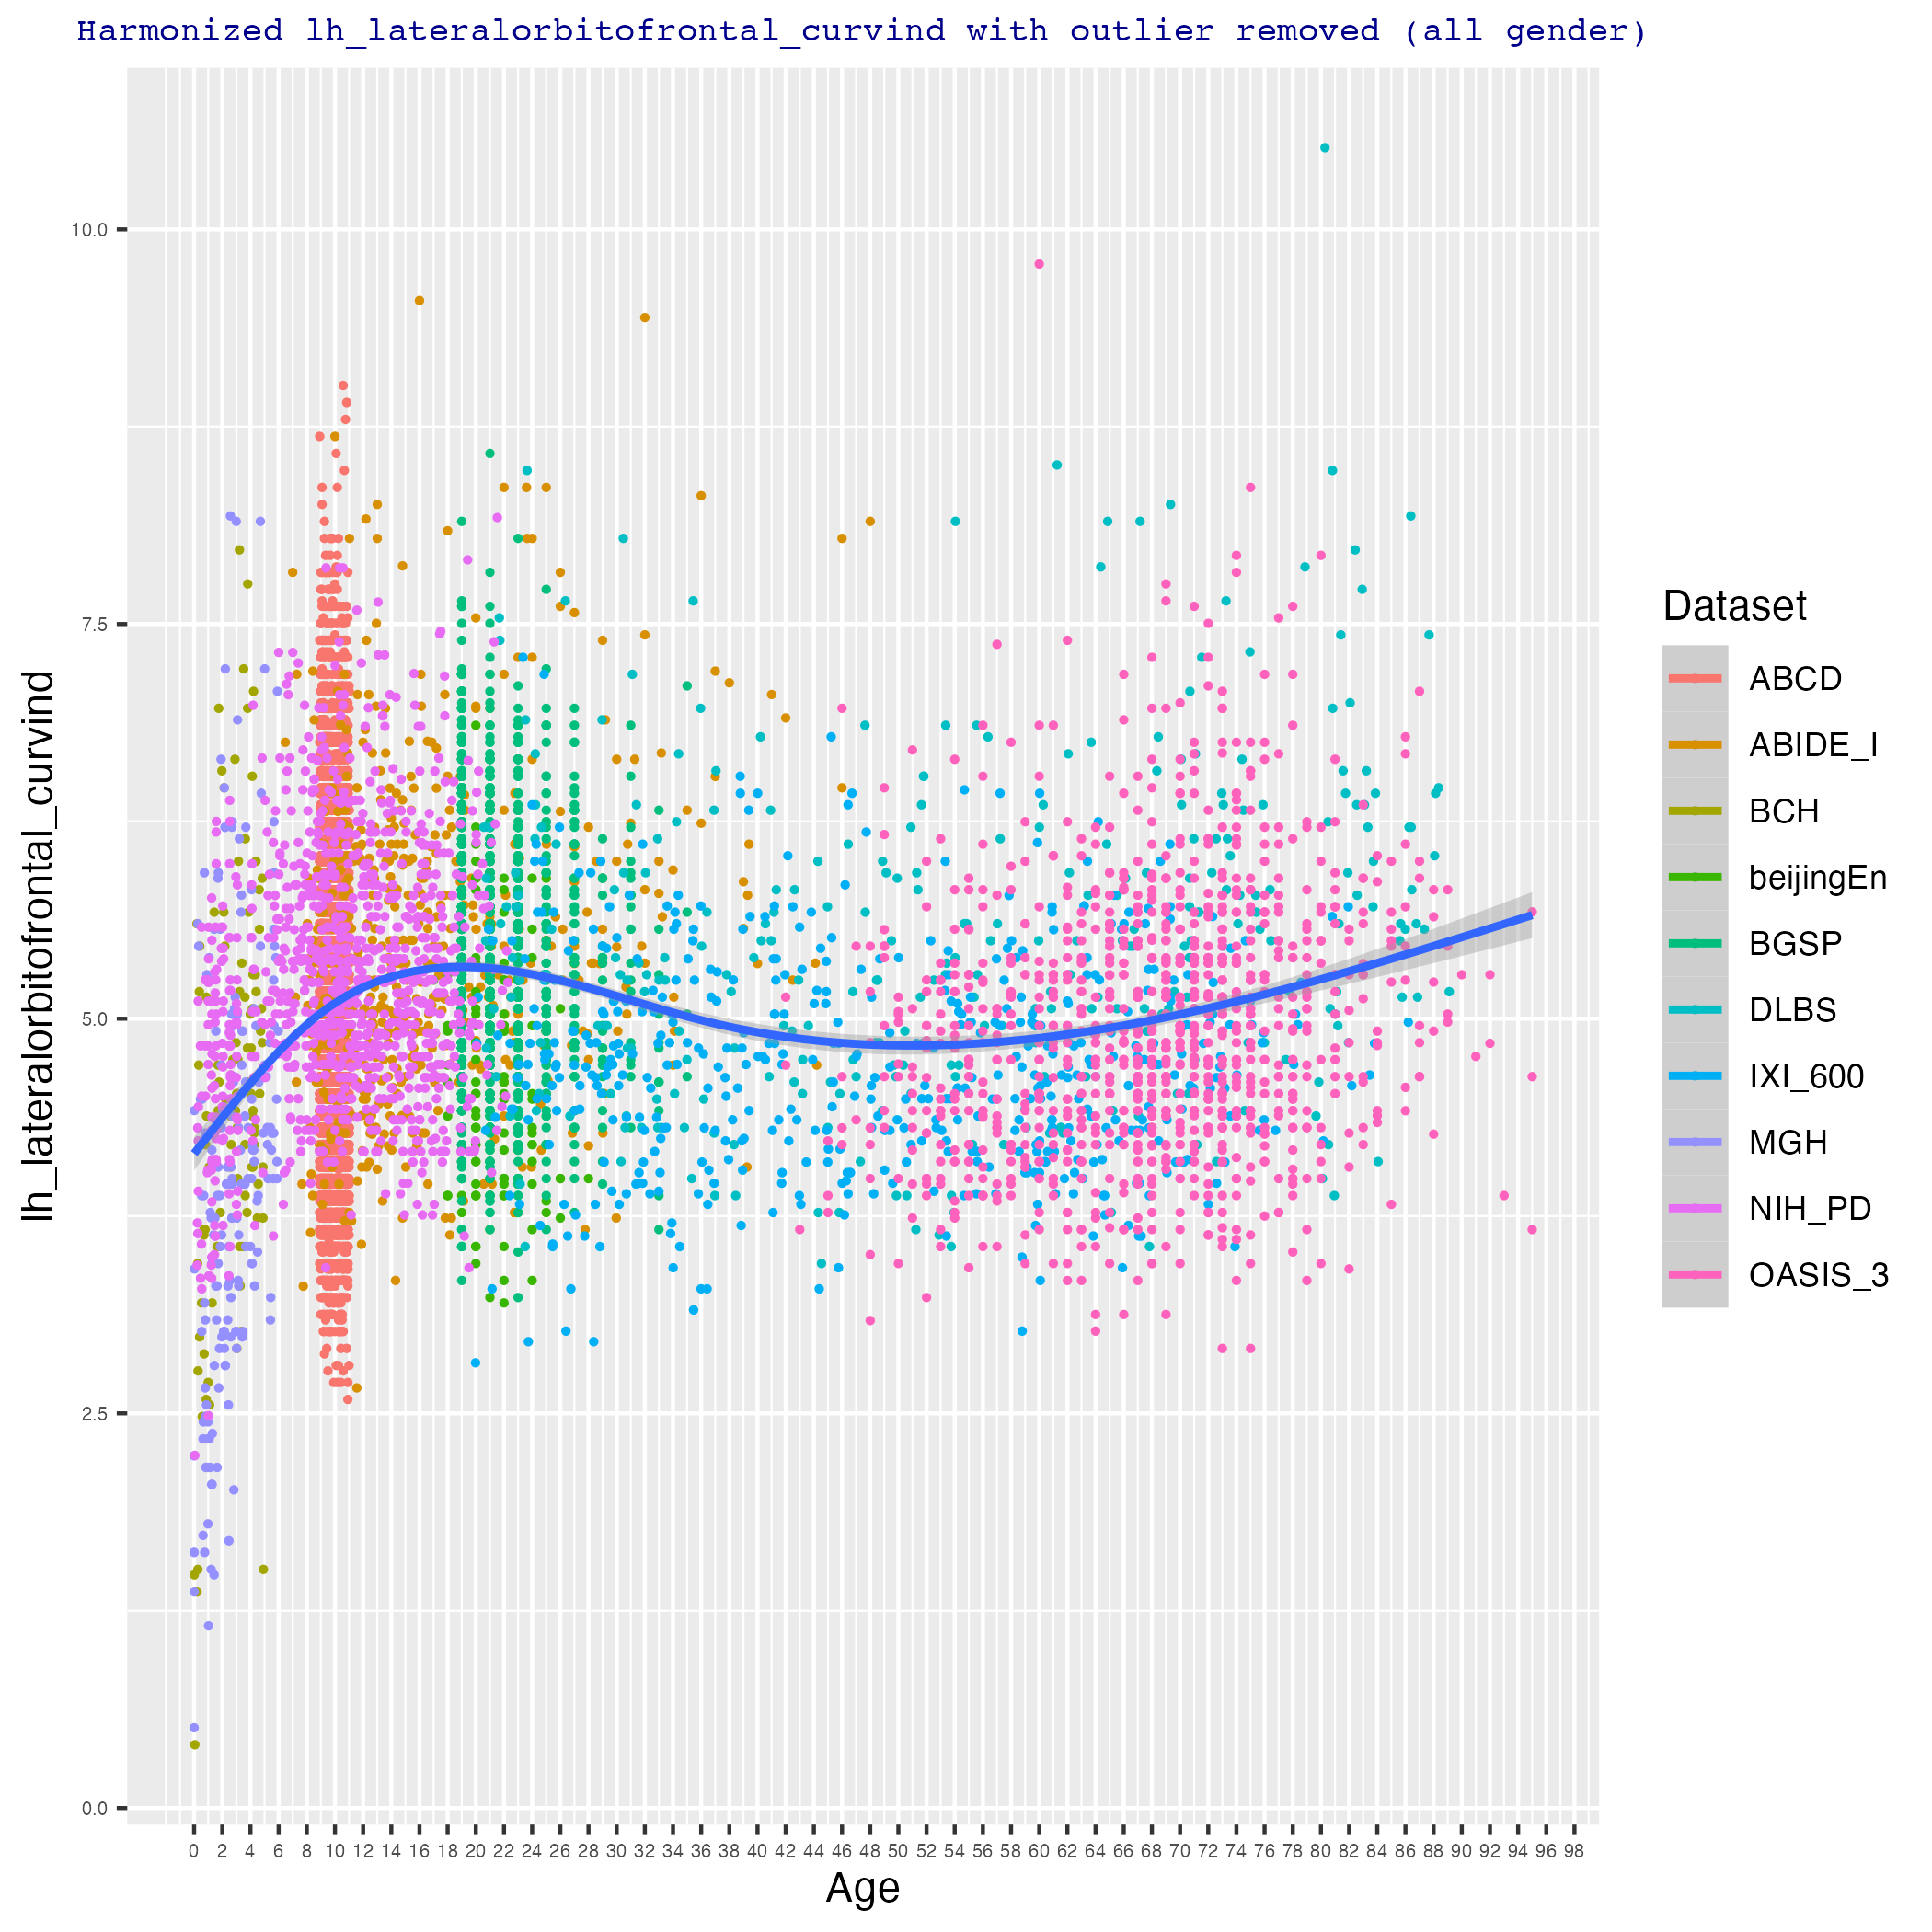 Harmonized lh_lateralorbitofrontal_curvind with outlier removed (all gender)
lh_lateralorbitofrontal_curvind
10.0
7.5
5.0
2.5
0.0
0 2 4 6 8 10 12 14 16 18 20 22 24 26 28 30 32 34 36 38 40 42 44 46 48 50 52 54 56 58 60 62 64 66 68 70 72 74 76 78 80 82 84 86 88 90 92 94 96 98
Age
Dataset
ABCD
ABIDE_I
BCH
beijingEn
BGSP
DLBS
IXI_600
MGH
NIH_PD
OASIS_3